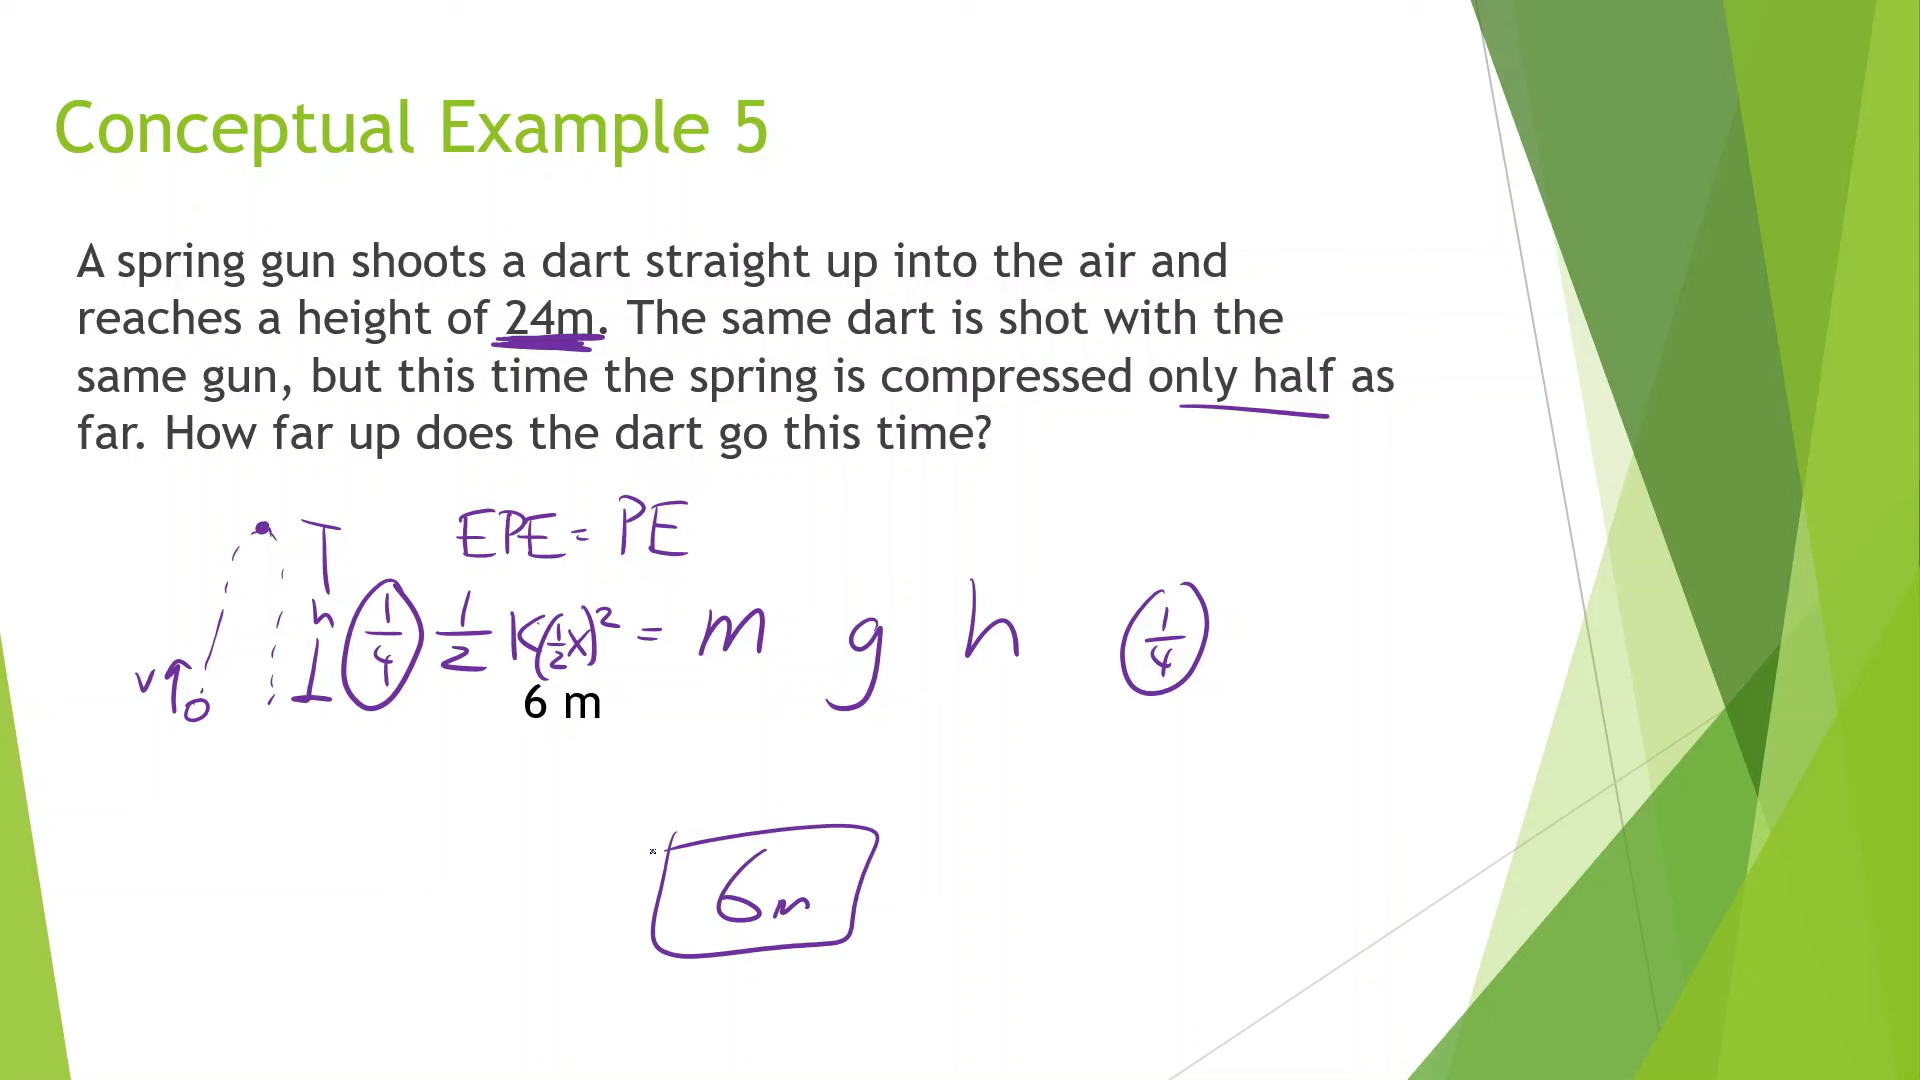 Conceptual Example 5
A spring gun shoots a dart straight up into the air and
reaches a height of 24m. The same dart is shot with the
same gun, but this time the spring is compressed only half as
far. How far up does the dart go this time?
EPE = PE
h 1/4 1/2 K(1/2x)² = m g h 1/4
v
6 m
6m